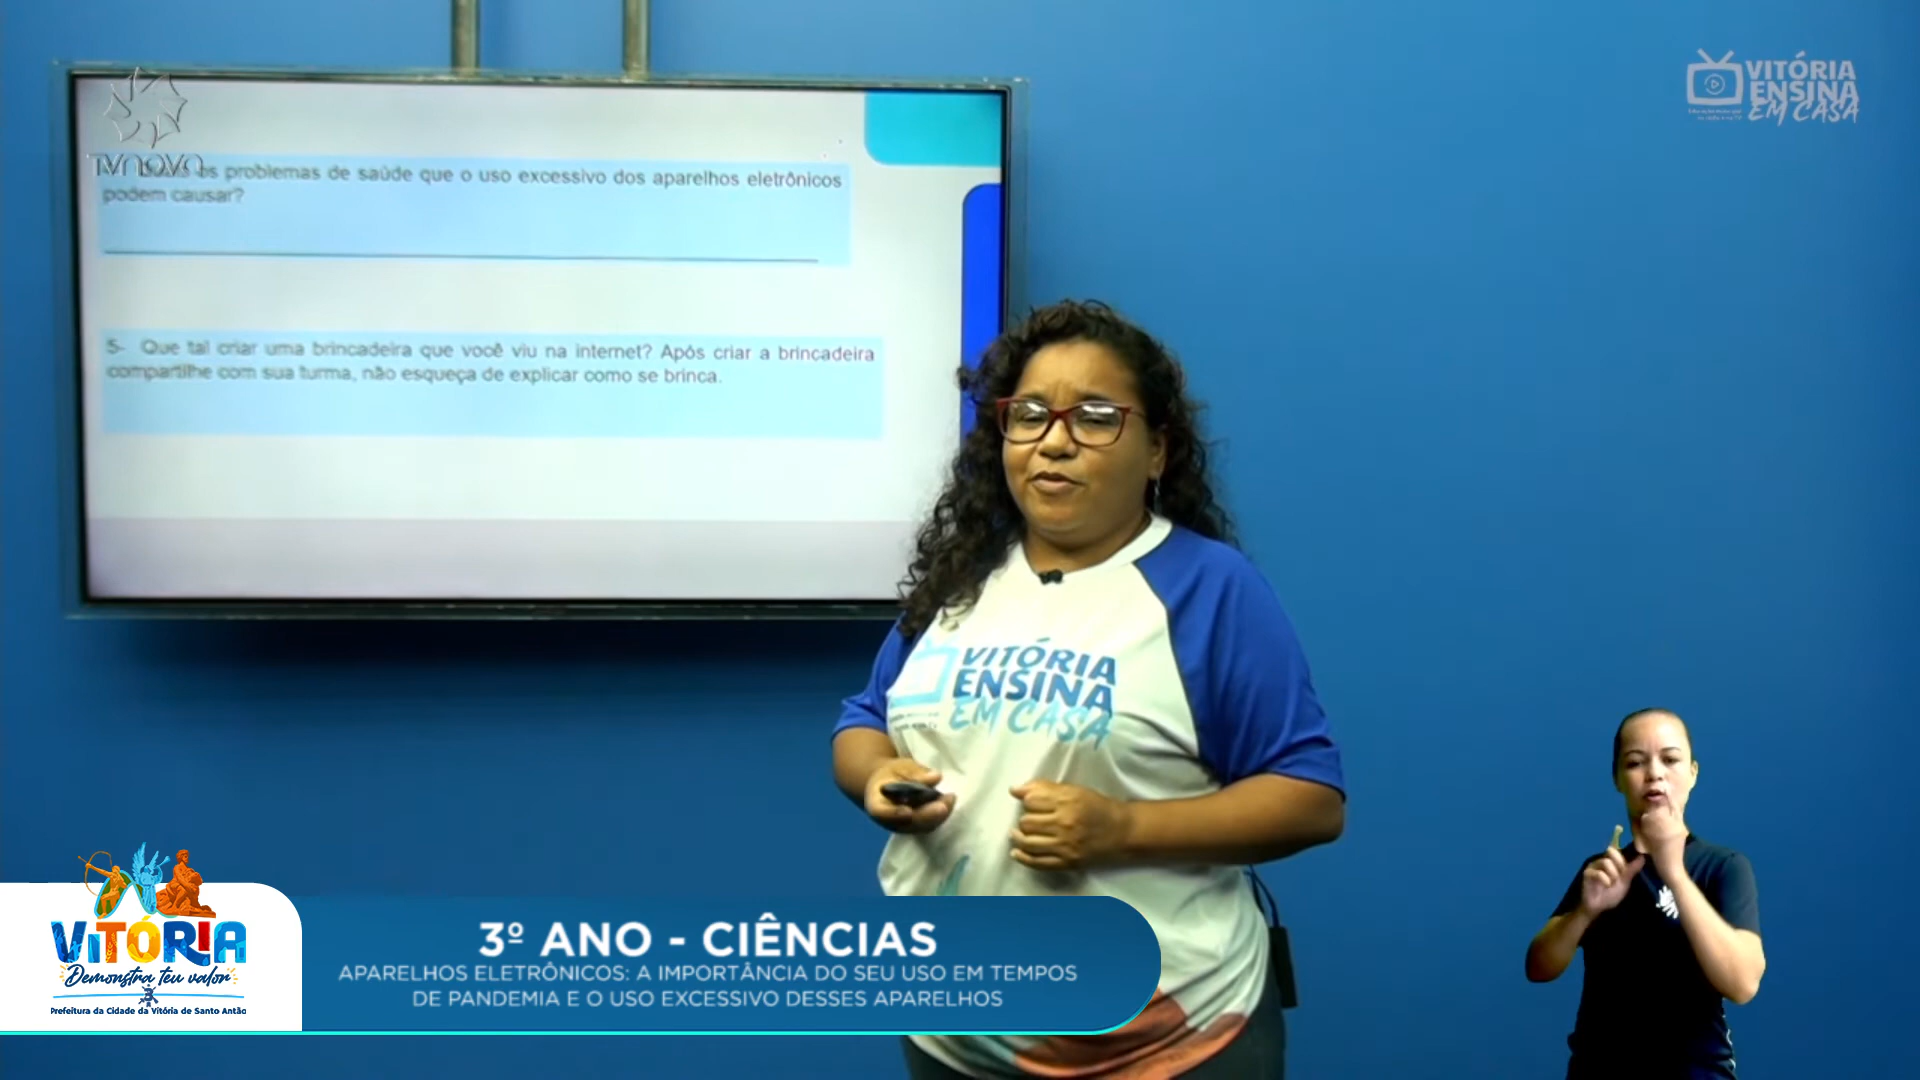 TV NOVO
os problemas de saúde que o uso excessivo dos aparelhos eletrônicos
podem causar?
5- Que tal criar uma brincadeira que você viu na internet? Após criar a brincadeira
compartilhe com sua turma, não esqueça de explicar como se brinca.
VITÓRIA
ENSINA
EM CASA
VITÓRIA
ENSINA
EM CASA
VITÓRIA
Demonstra teu valor
Prefeitura da Cidade da Vitória de Santo Antão
3º ANO - CIÊNCIAS
APARELHOS ELETRÔNICOS: A IMPORTÂNCIA DO SEU USO EM TEMPOS
DE PANDEMIA E O USO EXCESSIVO DESSES APARELHOS